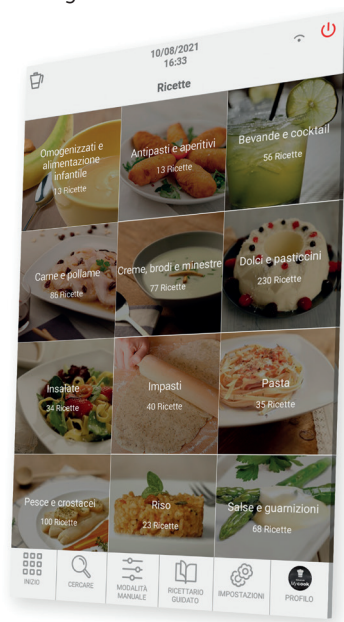 10/08/2021
16:33
Ricette
Omogenizzati e
alimentazione
infantile
13 Ricette
Antipasti e aperitivi
13 Ricette
Bevande e cocktail
56 Ricette
Carne e pollame
86 Ricette
Creme, brodi e minestre
77 Ricette
Dolci e pasticcini
230 Ricette
Insalate
34 Ricette
Impasti
40 Ricette
Pasta
35 Ricette
Pesce e crostacei
100 Ricette
Riso
23 Ricette
Salse e guarnizioni
68 Ricette
INIZIO
CERCARE
MODALITÀ
MANUALE
RICETTARIO
GUIDATO
IMPOSTAZIONI
Mycook
PROFILO